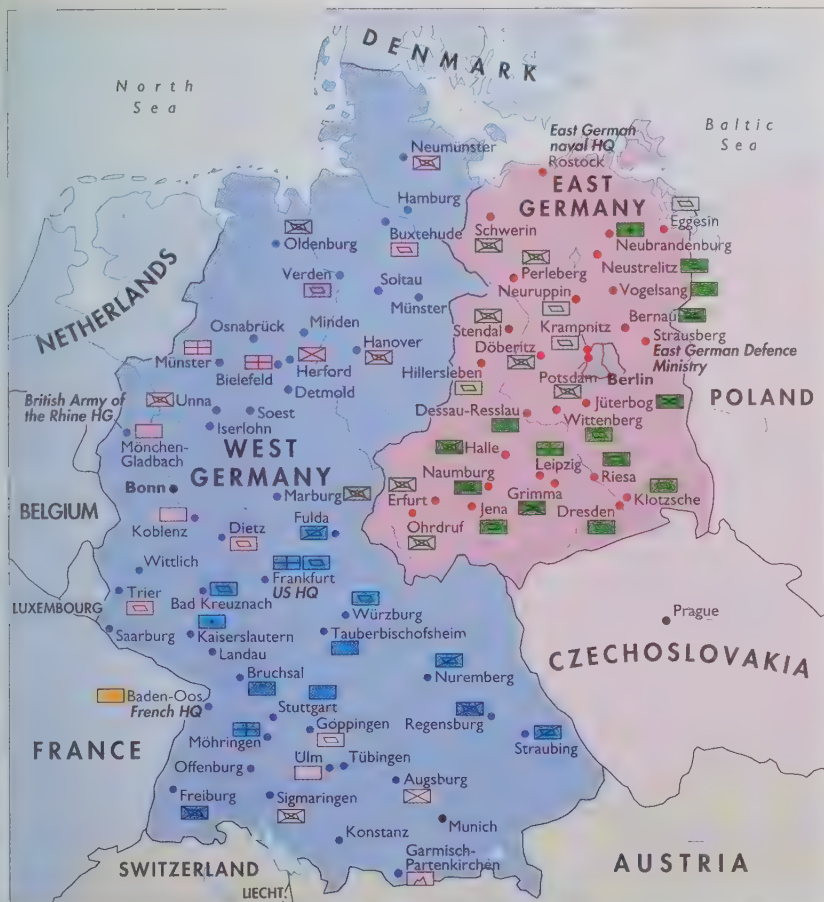 DENMARK
North
Sea
Baltic
Sea
East German
naval HQ
Rostock
Neumünster
EAST
GERMANY
Hamburg
Schwerin
Eggesin
Oldenburg
Buxtehude
Neubrandenburg
NETHERLANDS
Verden
Soltau
Perleberg
Neustrelitz
Münster
Neuruppin
Vogelsang
Osnabrück
Minden
Stendal
Krampnitz
Bernau
Strausberg
East German Defence
Ministry
Münster
Hanover
Döberitz
Bielefeld
Herford
Hillersleben
Potsdam
Berlin
Detmold
British Army of
the Rhine HG
Unna
Soest
Dessau-Resslau
Jüterbog
POLAND
Iserlohn
Wittenberg
Mönchen-
Gladbach
WEST
GERMANY
Halle
Leipzig
Bonn
Marburg
Naumburg
Riesa
BELGIUM
Erfurt
Grimma
Klotzsche
Koblenz
Dietz
Fulda
Jena
Dresden
Ohrdruf
Wittlich
Frankfurt
US HQ
LUXEMBOURG
Trier
Bad Kreuznach
Würzburg
Prague
Saarburg
Kaiserslautern
Tauberbischofsheim
Landau
CZECHOSLOVAKIA
Bruchsal
Nuremberg
Baden-Oos
French HQ
Stuttgart
Regensburg
Göppingen
Straubing
FRANCE
Möhringen
Offenburg
Ulm
Tübingen
Augsburg
Freiburg
Sigmaringen
Konstanz
Munich
Garmisch-
Partenkirchen
SWITZERLAND
AUSTRIA
LIECHT.